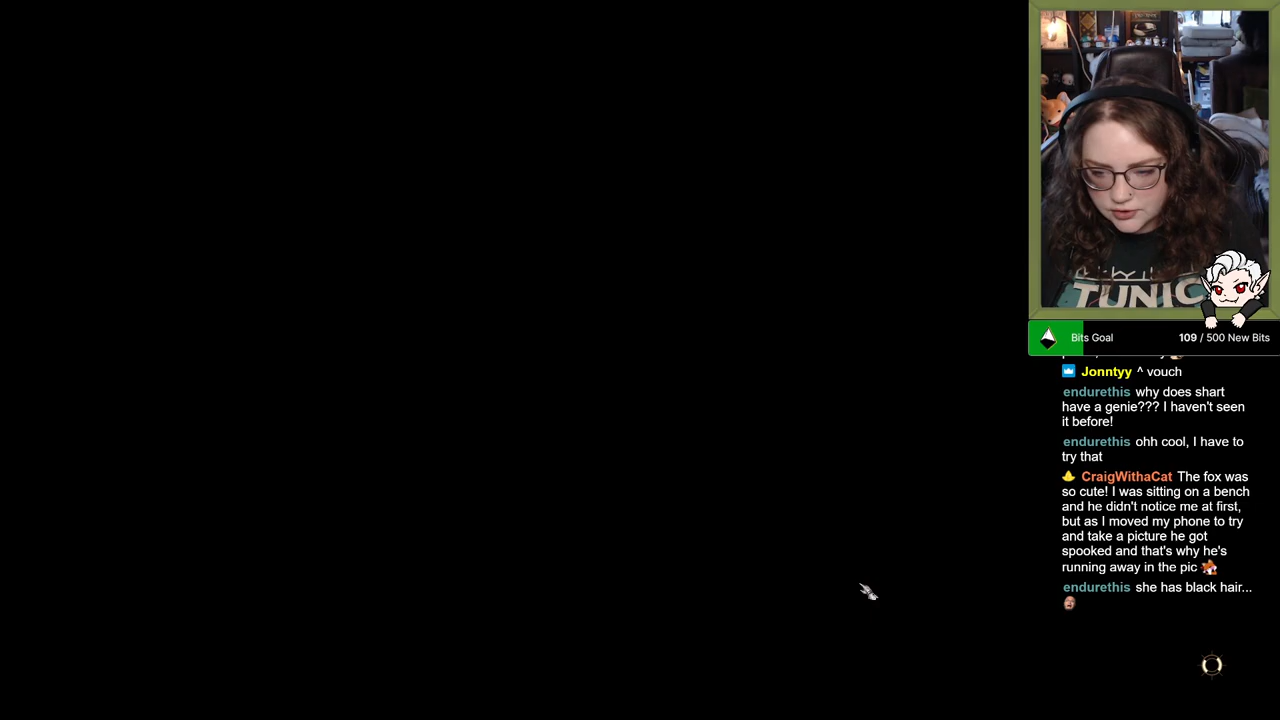 TUNIC
Bits Goal 109 / 500 New Bits
Jonntyy ^ vouch
endurethis why does shart
have a genie??? I haven't seen
it before!
endurethis ohh cool, I have to
try that
CraigWithaCat The fox was
so cute! I was sitting on a bench
and he didn't notice me at first,
but as I moved my phone to try
and take a picture he got
spooked and that's why he's
running away in the pic
endurethis she has black hair...